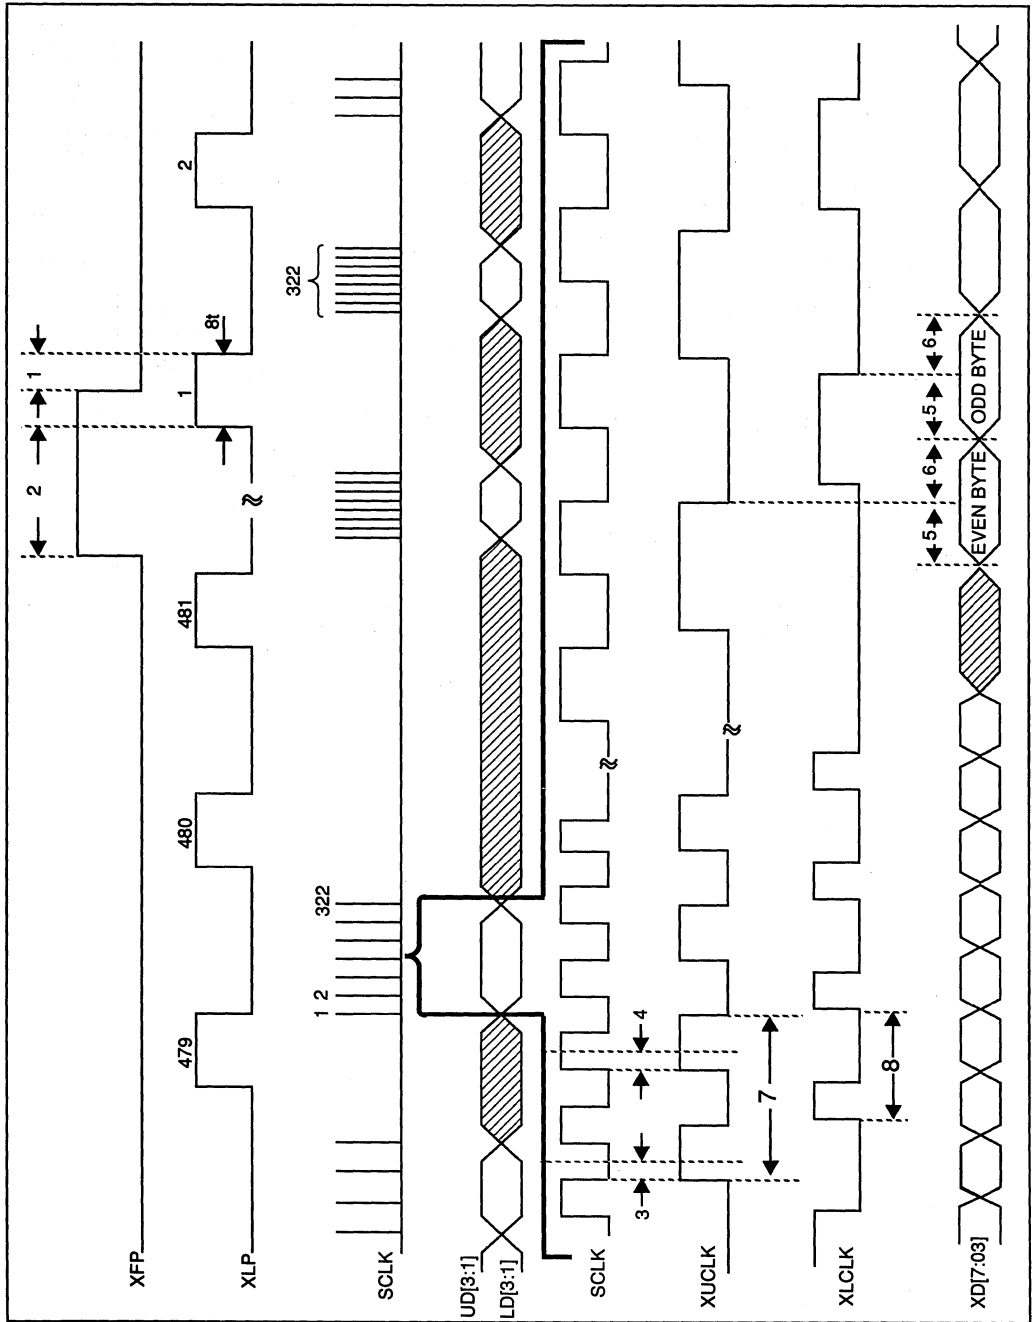 XFP
2
1
XLP
479
480
481
1
8t
2
SCLK
1 2
322
322
UD[3:1]
LD[3:1]
SCLK
3
4
XUCLK
7
XLCLK
8
5
6
5
6
XD[7:03]
EVEN BYTE
ODD BYTE